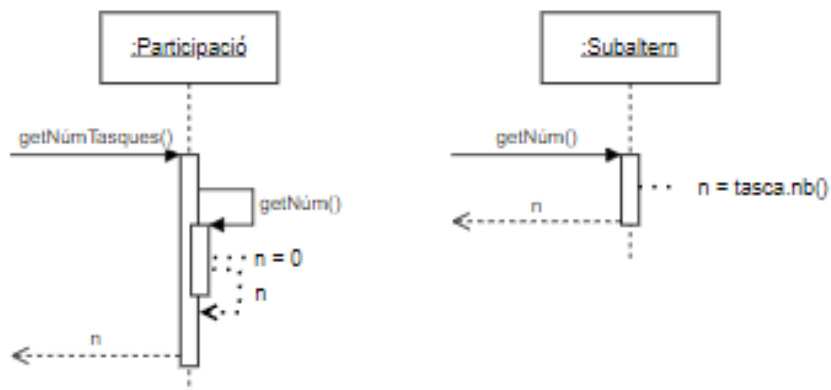 :Participació
getNúmTasques()
getNúm()
n = 0
n
n
:Subaltern
getNúm()
n = tasca.nb()
n